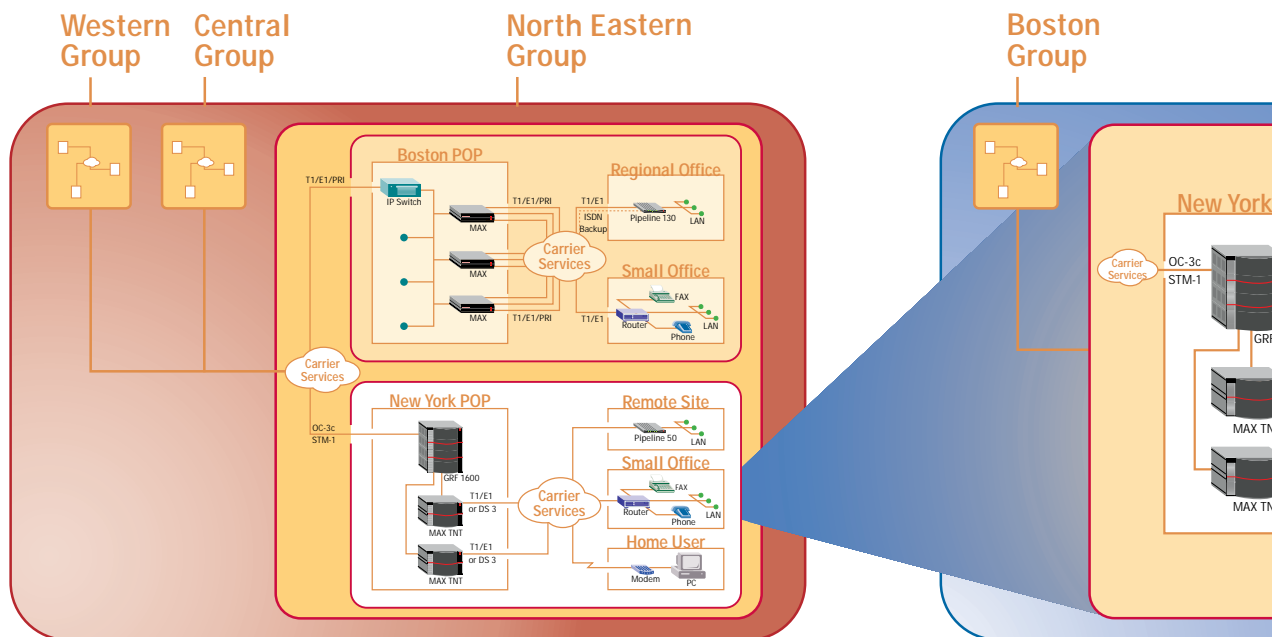 Western
Group
Central
Group
North Eastern
Group
Boston
Group
Boston POP
T1/E1/PRI
IP Switch
T1/E1/PRI
MAX
MAX
MAX
T1/E1/PRI
Carrier
Services
Regional Office
T1/E1
ISDN
Backup
Pipeline 130
LAN
Small Office
FAX
T1/E1
Router
LAN
Phone
Carrier
Services
New York POP
OC-3c
STM-1
GRF 1600
T1/E1
or DS 3
MAX TNT
T1/E1
or DS 3
MAX TNT
Carrier
Services
Remote Site
Pipeline 50
LAN
Small Office
FAX
Router
LAN
Phone
Home User
Modem
PC
New York
Carrier
Services
OC-3c
STM-1
GRF
MAX TN
MAX TN